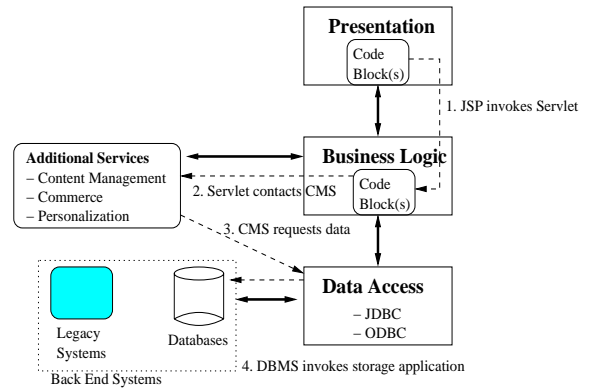 Presentation
Code
Block(s)
1. JSP invokes Servlet
Business Logic
Code
Block(s)
Additional Services
– Content Management
– Commerce
– Personalization
2. Servlet contacts CMS
3. CMS requests data
Data Access
– JDBC
– ODBC
Legacy
Systems
Databases
4. DBMS invokes storage application
Back End Systems